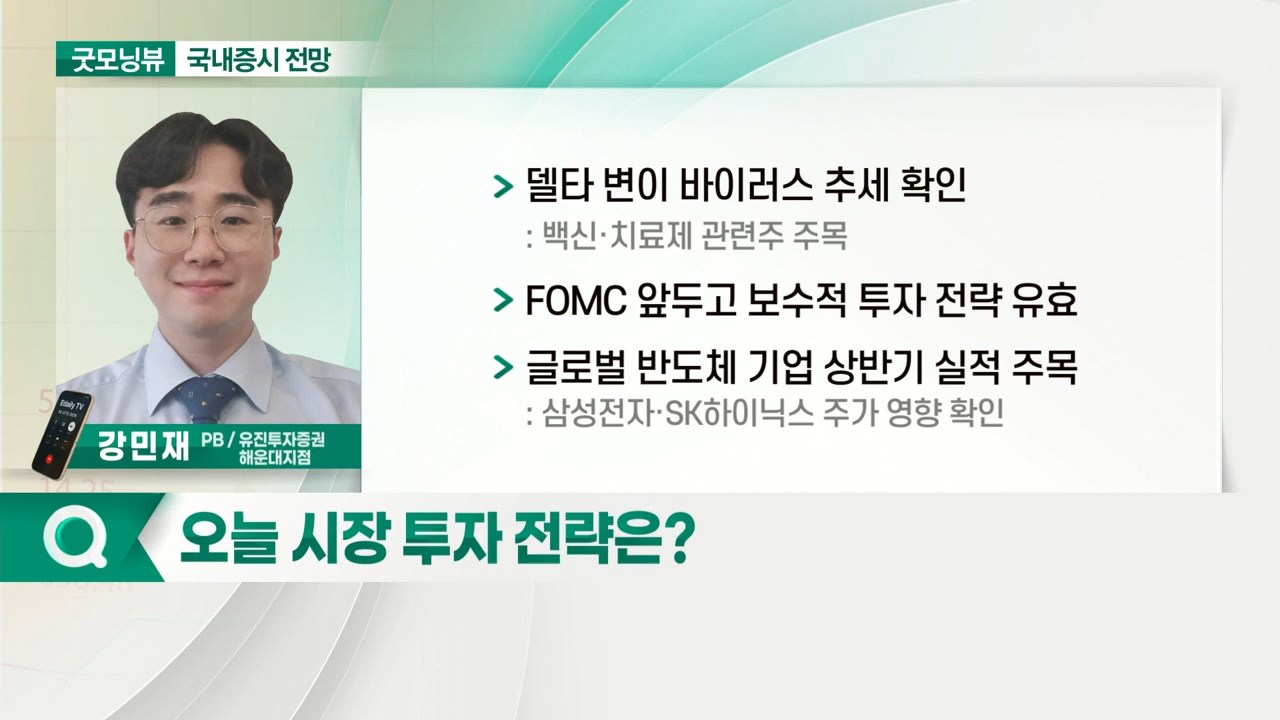 굿모닝뷰 국내증시 전망
> 델타 변이 바이러스 추세 확인
: 백신·치료제 관련주 주목
> FOMC 앞두고 보수적 투자 전략 유효
> 글로벌 반도체 기업 상반기 실적 주목
: 삼성전자·SK하이닉스 주가 영향 확인
Edaily TV
강민재 PB / 유진투자증권
해운대지점
Q 오늘 시장 투자 전략은?